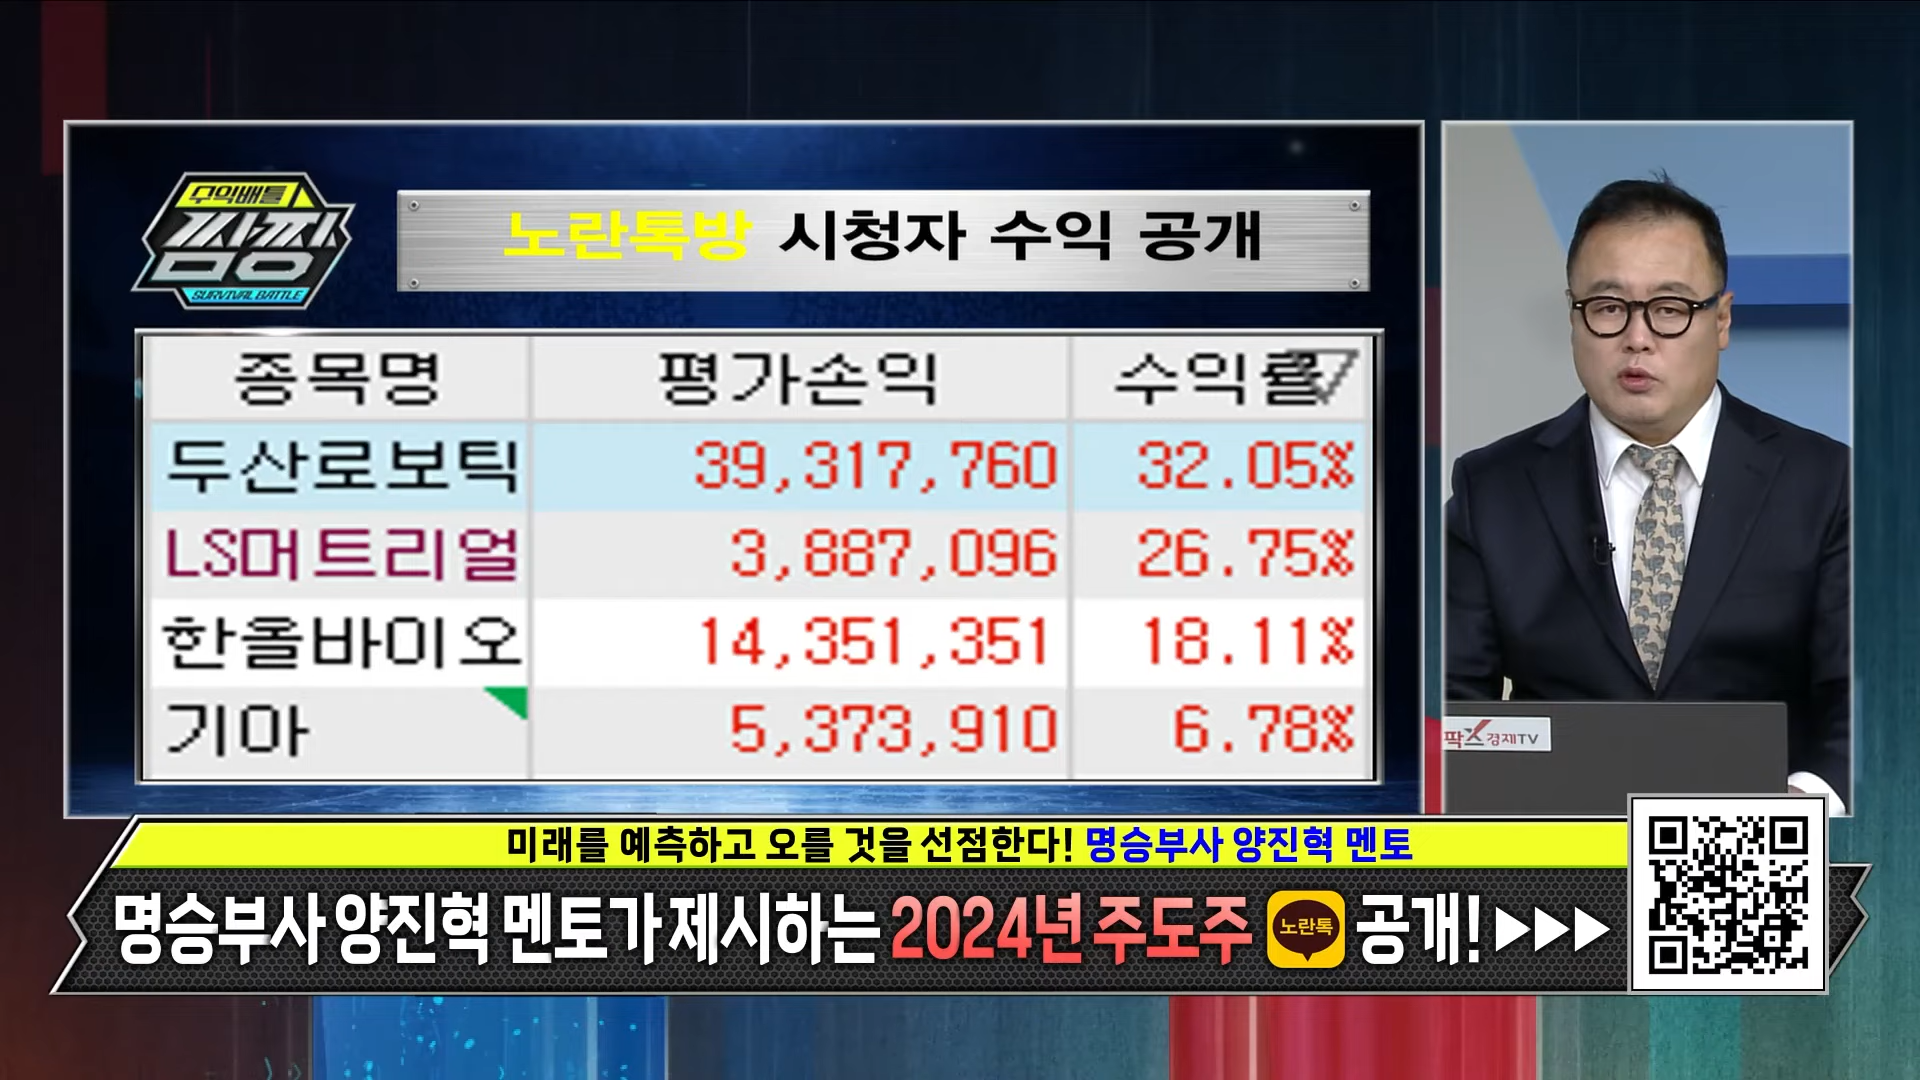 수익배틀
찜찡
SURVIVAL BATTLE
노란톡방 시청자 수익 공개
종목명 평가손익 수익률
두산로보틱 39,317,760 32.05%
LS머트리얼 3,887,096 26.75%
한올바이오 14,351,351 18.11%
기아 5,373,910 6.78%
팍스경제TV
미래를 예측하고 오를 것을 선점한다! 명승부사 양진혁 멘토
명승부사 양진혁 멘토가 제시하는 2024년 주도주 노란톡 공개!